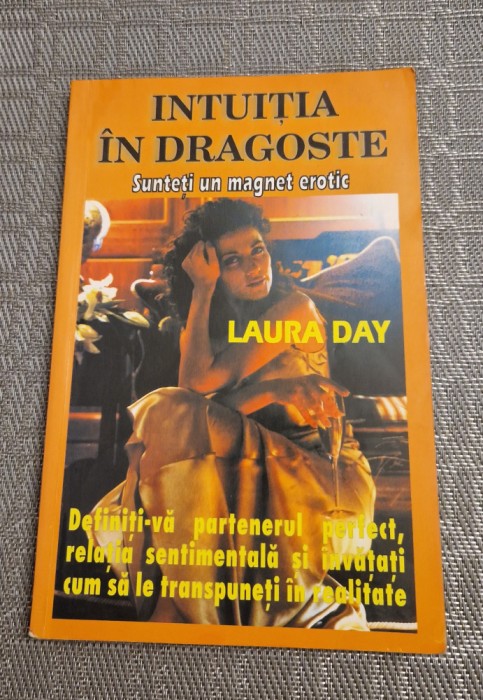 INTUIȚIA
ÎN DRAGOSTE
Sunteți un magnet erotic
LAURA DAY
Definiți-vă partenerul perfect,
relația sentimentală și învățați
cum să le transpuneți în realitate